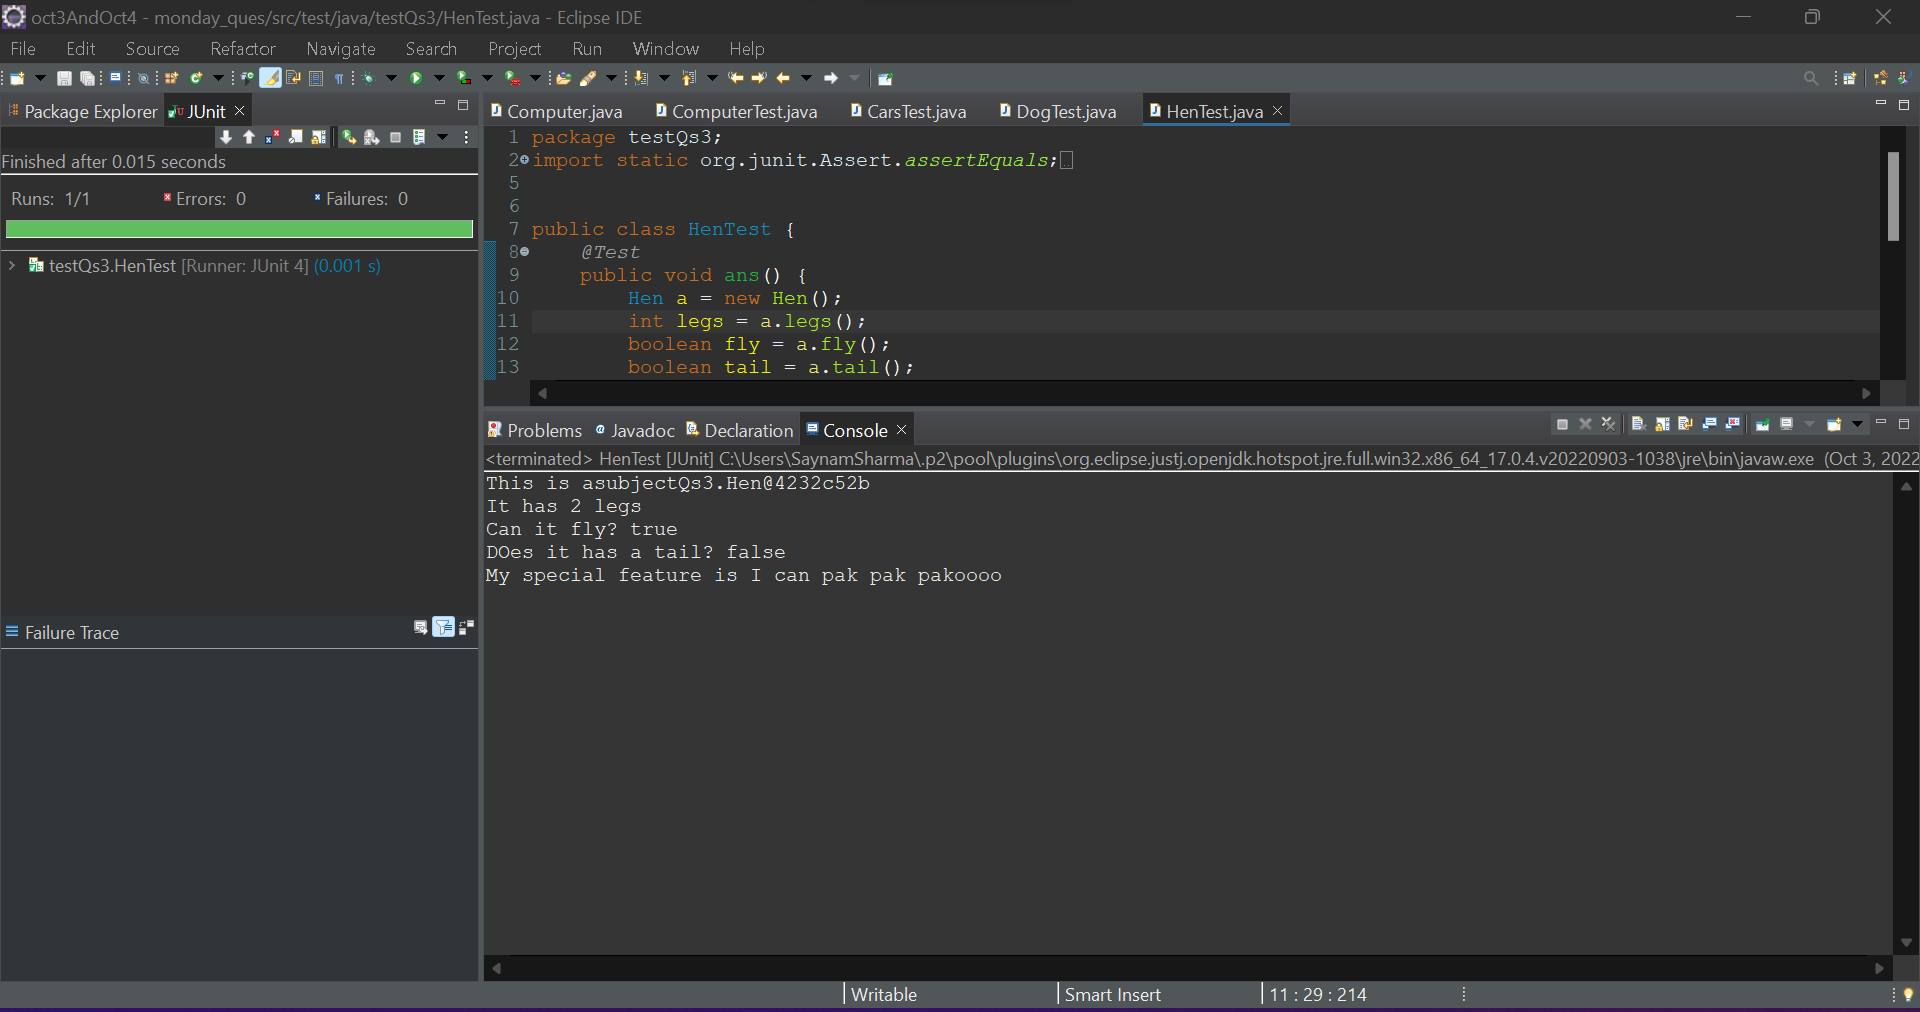 oct3AndOct4 - monday_ques/src/test/java/testQs3/HenTest.java - Eclipse IDE
File Edit Source Refactor Navigate Search Project Run Window Help
Package Explorer JUnit
Finished after 0.015 seconds
Runs: 1/1 Errors: 0 Failures: 0
testQs3.HenTest [Runner: JUnit 4] (0.001 s)
Failure Trace
Computer.java ComputerTest.java CarsTest.java DogTest.java HenTest.java
1 package testQs3;
2 import static org.junit.Assert.assertEquals;
5
6
7 public class HenTest {
8 @Test
9 public void ans() {
10 Hen a = new Hen();
11 int legs = a.legs();
12 boolean fly = a.fly();
13 boolean tail = a.tail();
Problems Javadoc Declaration Console
<terminated> HenTest [JUnit] C:\Users\SaynamSharma\.p2\pool\plugins\org.eclipse.justj.openjdk.hotspot.jre.full.win32.x86_64_17.0.4.v20220903-1038\jre\bin\javaw.exe (Oct 3, 2022
This is asubjectQs3.Hen@4232c52b
It has 2 legs
Can it fly? true
DOes it has a tail? false
My special feature is I can pak pak pakoooo
Writable Smart Insert 11 : 29 : 214